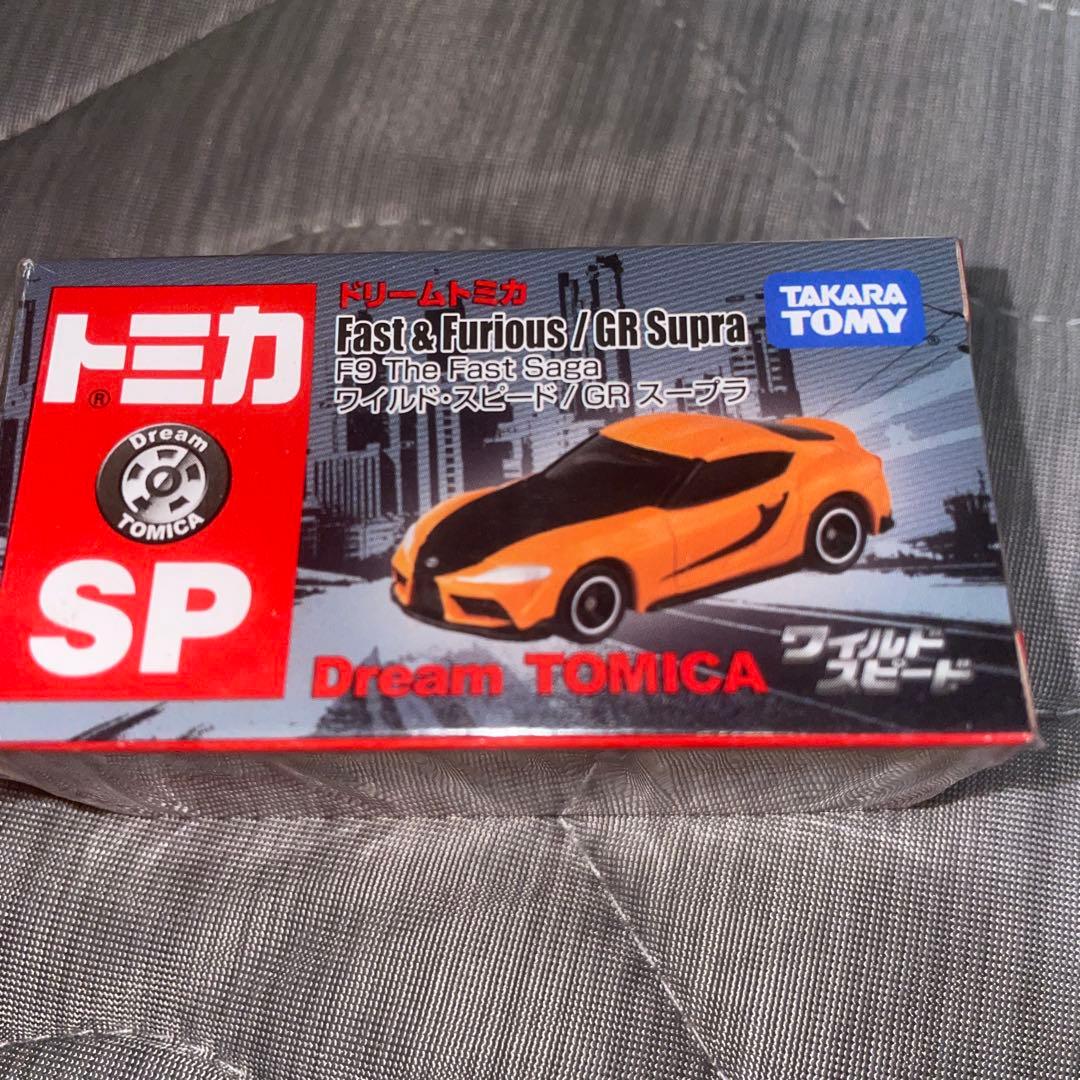 トミカ
®
Dream
TOMICA
SP
ドリームトミカ
Fast & Furious / GR Supra
F9 The Fast Saga
ワイルド・スピード / GR スープラ
TAKARA
TOMY
®
Dream TOMICA
ワイルド
スピード